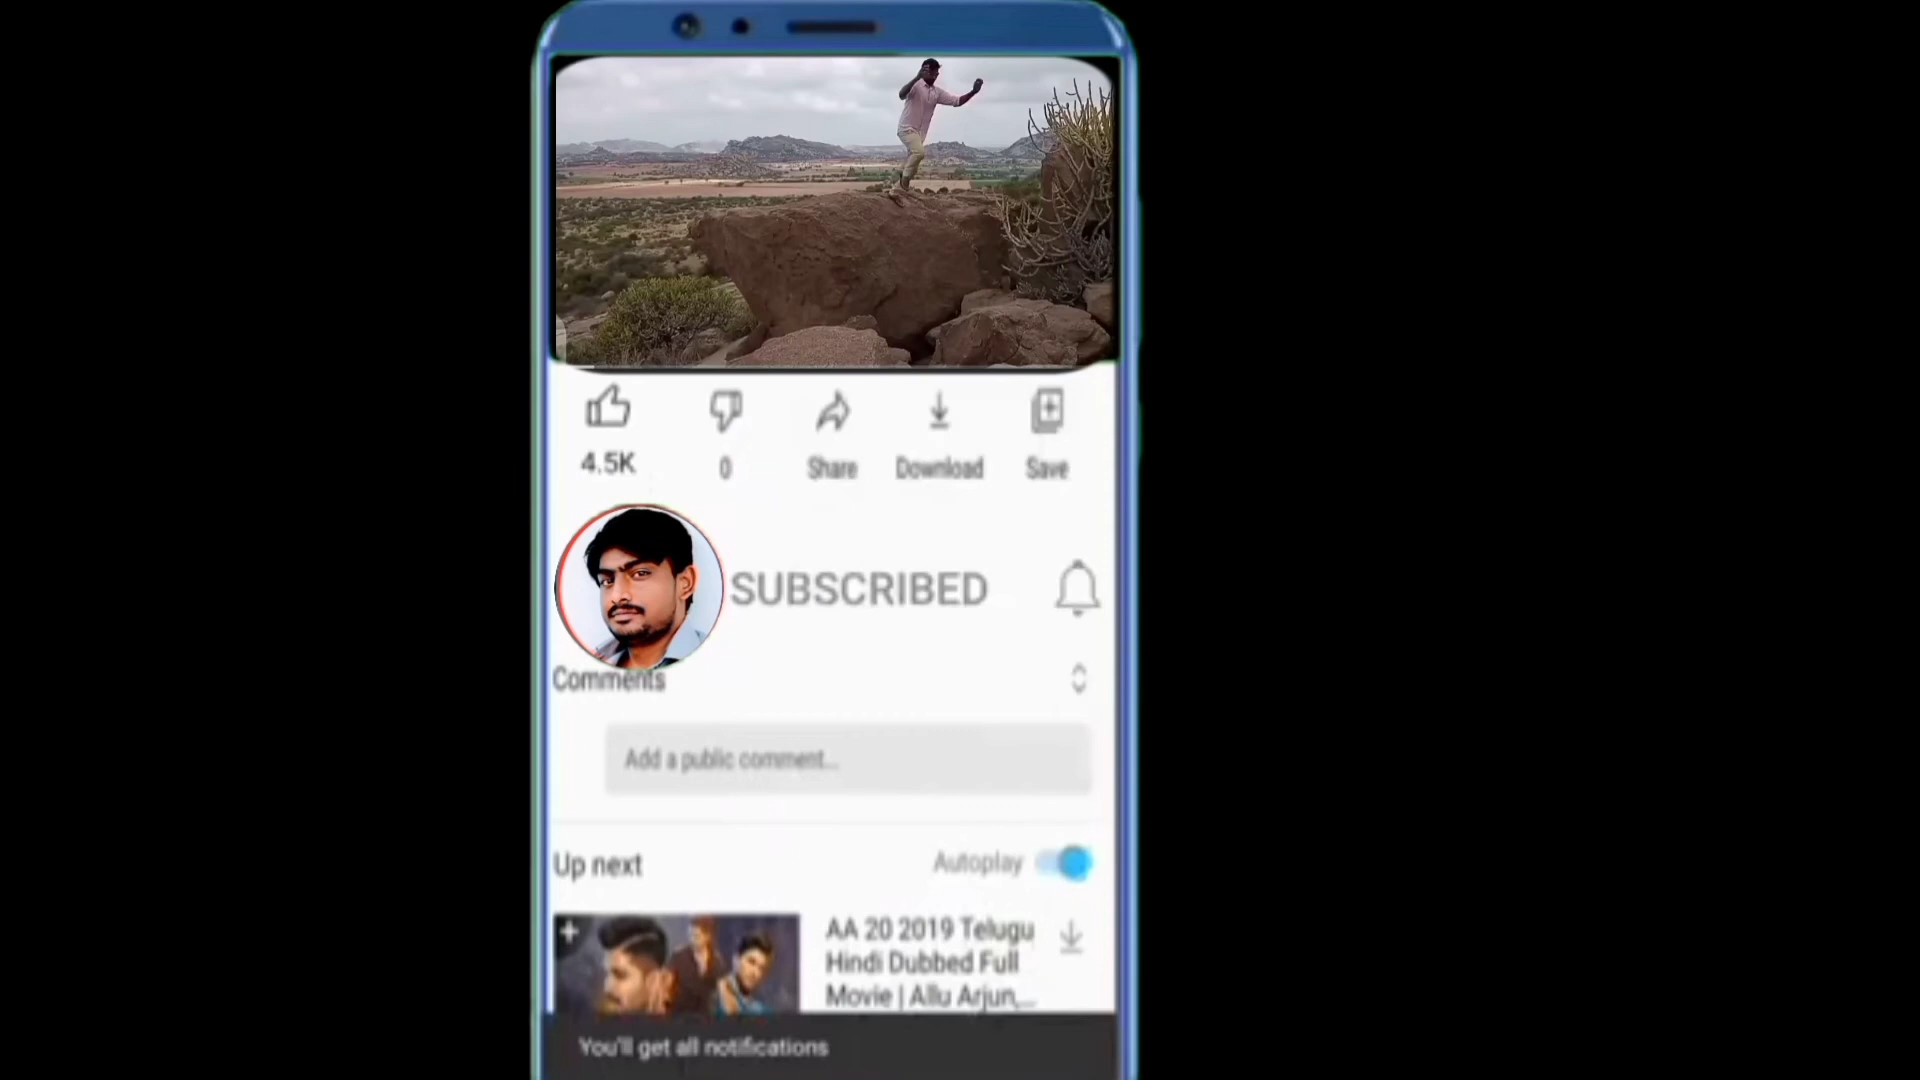 4.5K
0
Share
Download
Save
SUBSCRIBED
Comments
Add a public comment...
Up next
Autoplay
AA 20 2019 Telugu
Hindi Dubbed Full
Movie | Allu Arjun,...
You'll get all notifications